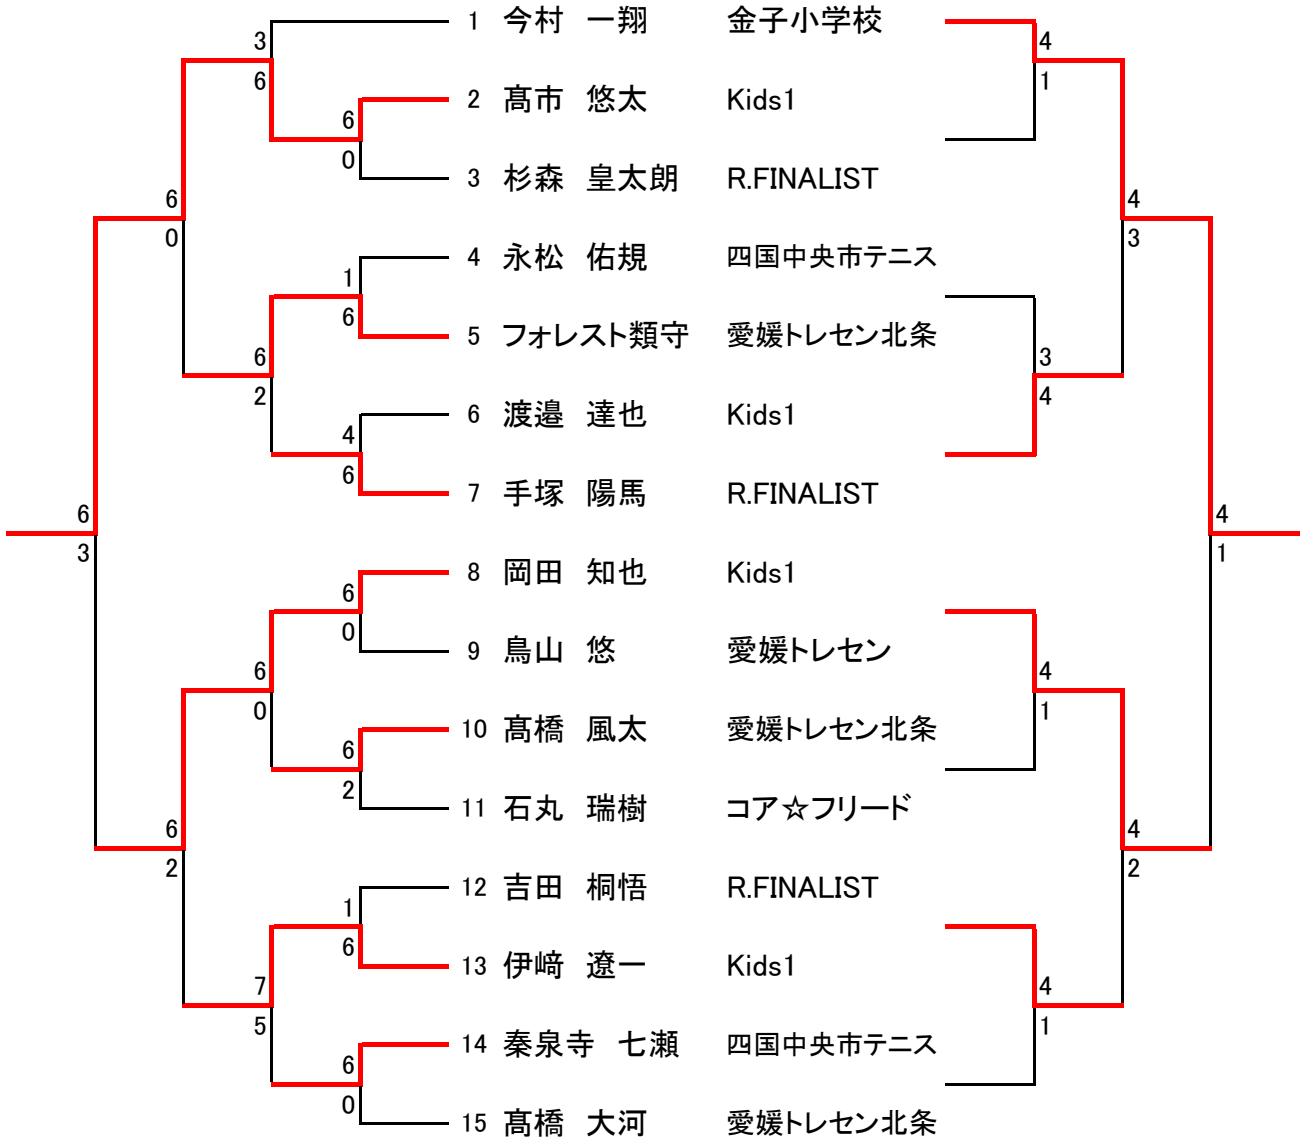 1 今村 一翔 金子小学校
3 4
6 1
2 髙市 悠太 Kids1
6
0
3 杉森 皇太朗 R.FINALIST
6 4
0 3
4 永松 佑規 四国中央市テニス
1
6
5 フォレスト類守 愛媛トレセン北条
6 3
2 4
6 渡邉 達也 Kids1
4
6
7 手塚 陽馬 R.FINALIST
6 4
3 1
8 岡田 知也 Kids1
6
0
9 鳥山 悠 愛媛トレセン
6 4
0 1
10 髙橋 風太 愛媛トレセン北条
6
2
11 石丸 瑞樹 コア☆フリード
6 4
2 2
12 吉田 桐悟 R.FINALIST
1
6
13 伊﨑 遼一 Kids1
7 4
5 1
14 秦泉寺 七瀬 四国中央市テニス
6
0
15 髙橋 大河 愛媛トレセン北条